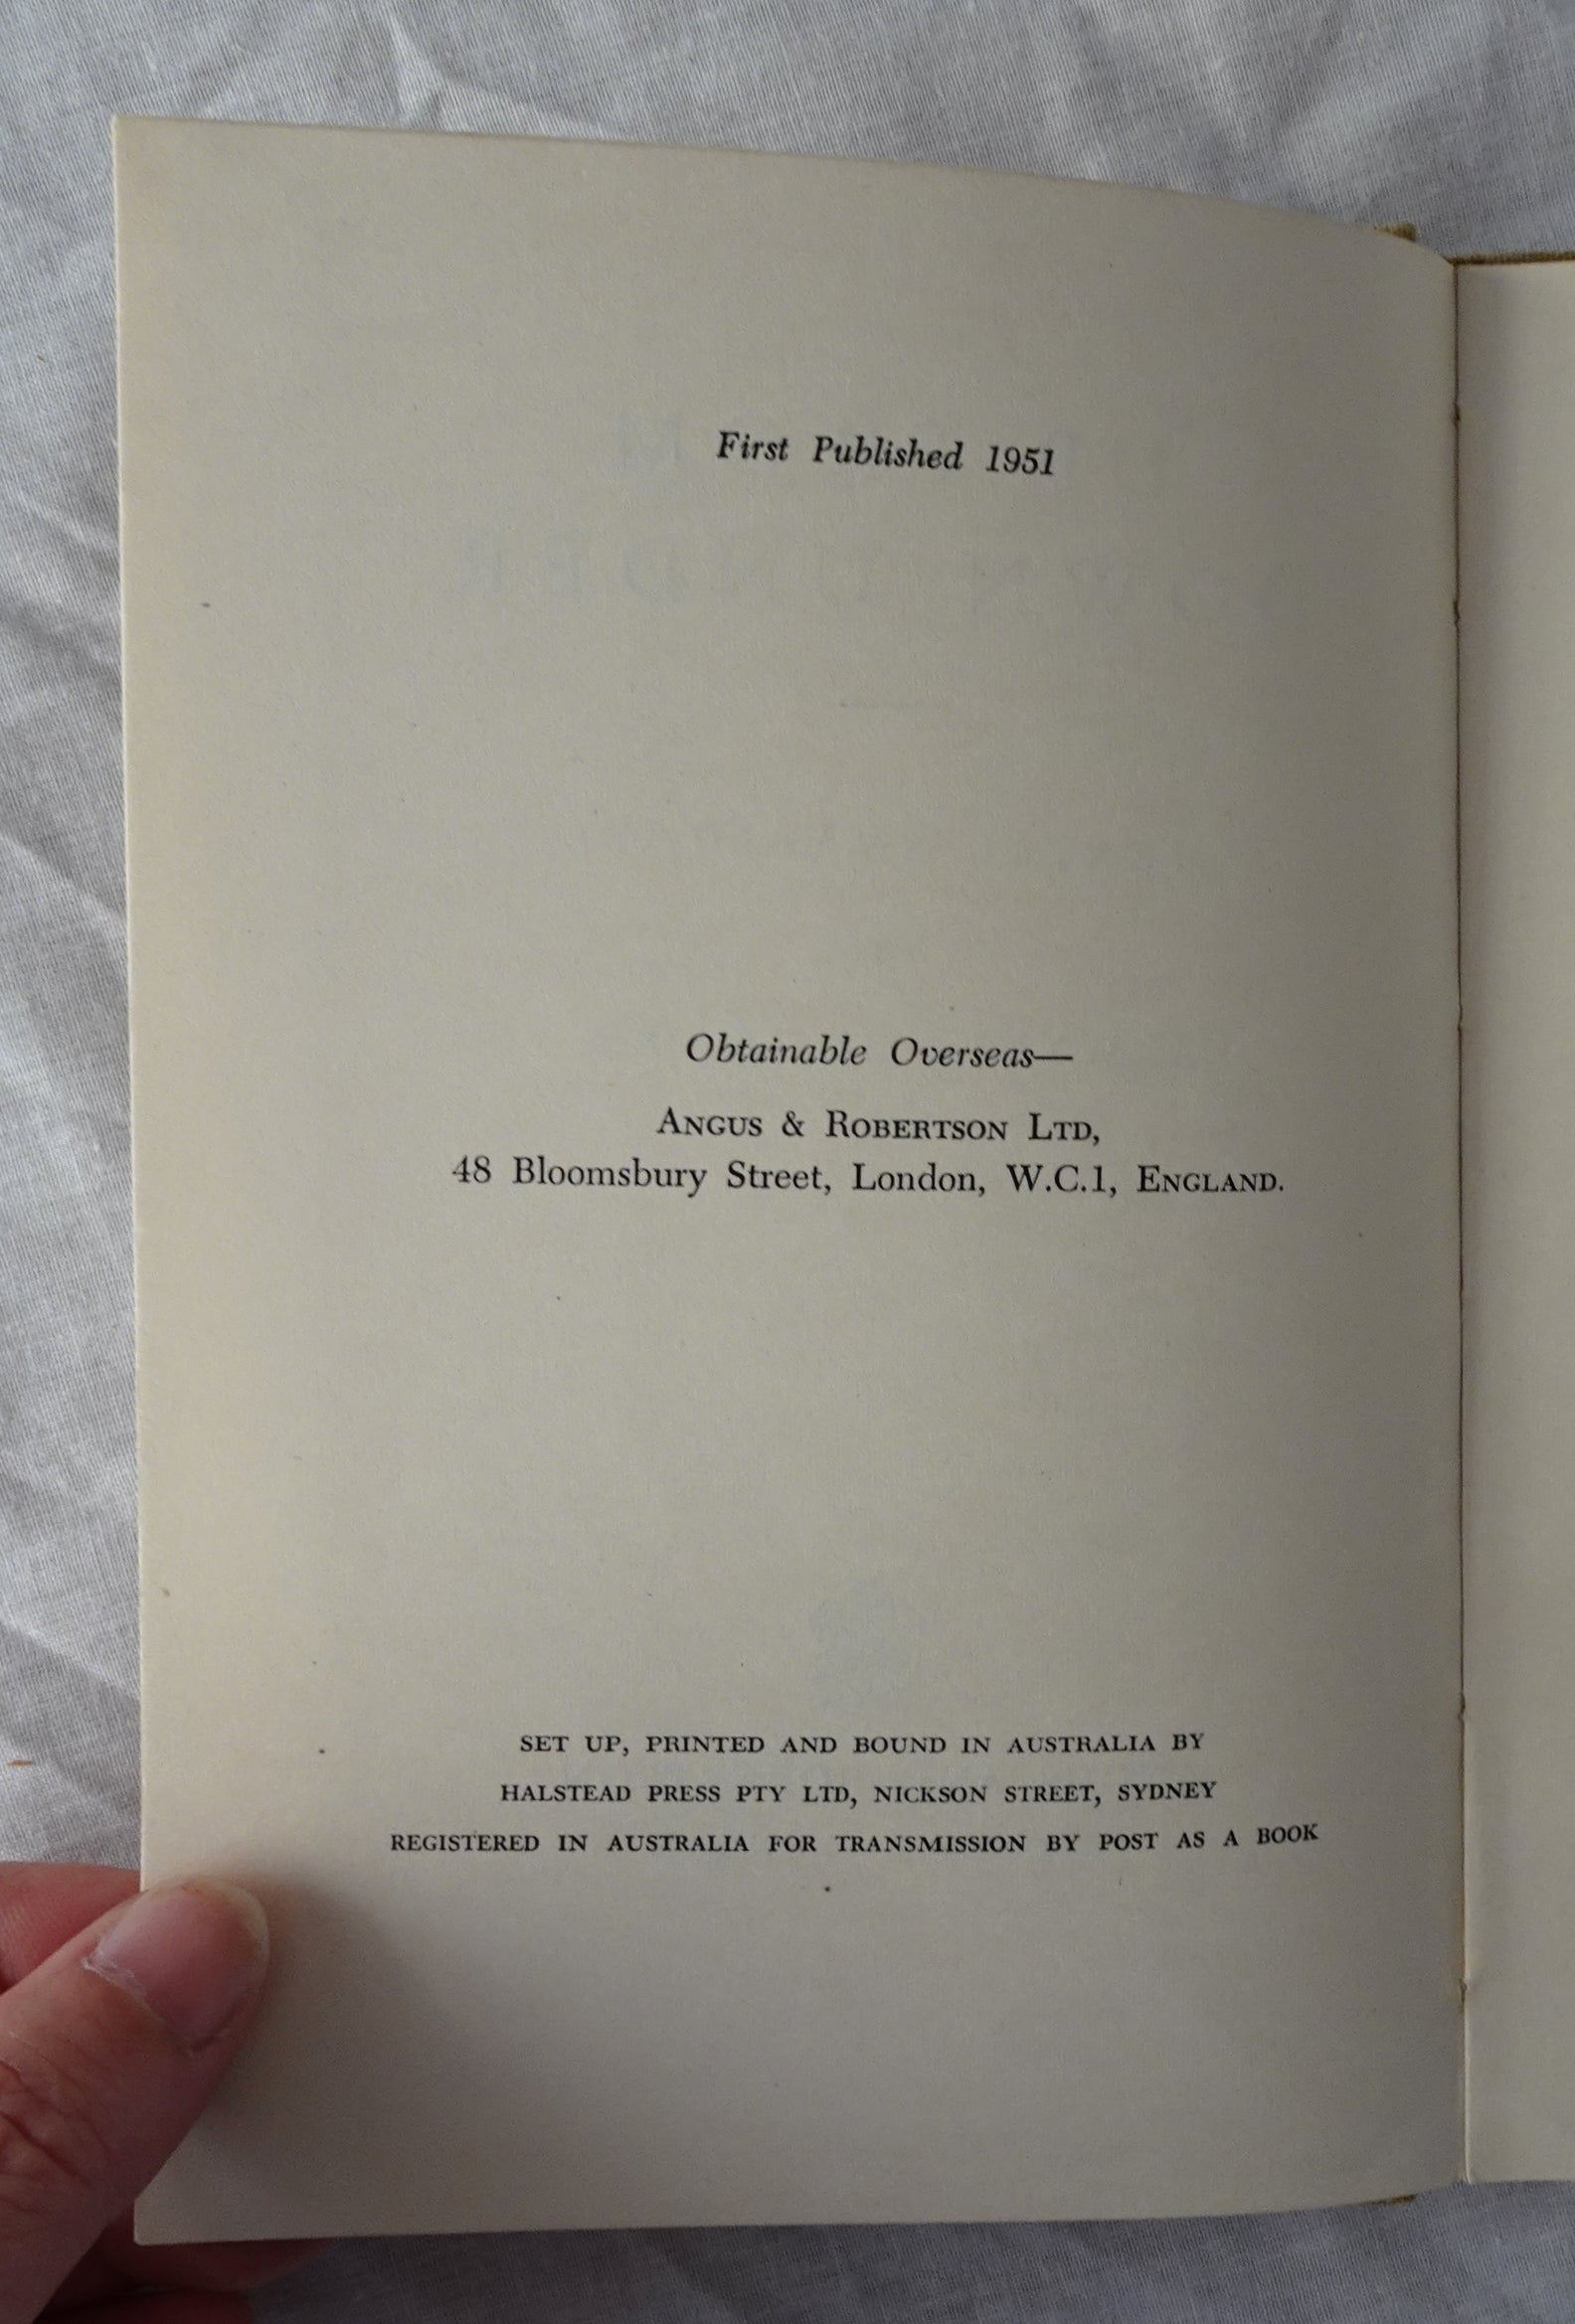 First Published 1951
Obtainable Overseas—
ANGUS & ROBERTSON LTD,
48 Bloomsbury Street, London, W.C.1, ENGLAND.
SET UP, PRINTED AND BOUND IN AUSTRALIA BY
HALSTEAD PRESS PTY LTD, NICKSON STREET, SYDNEY
REGISTERED IN AUSTRALIA FOR TRANSMISSION BY POST AS A BOOK